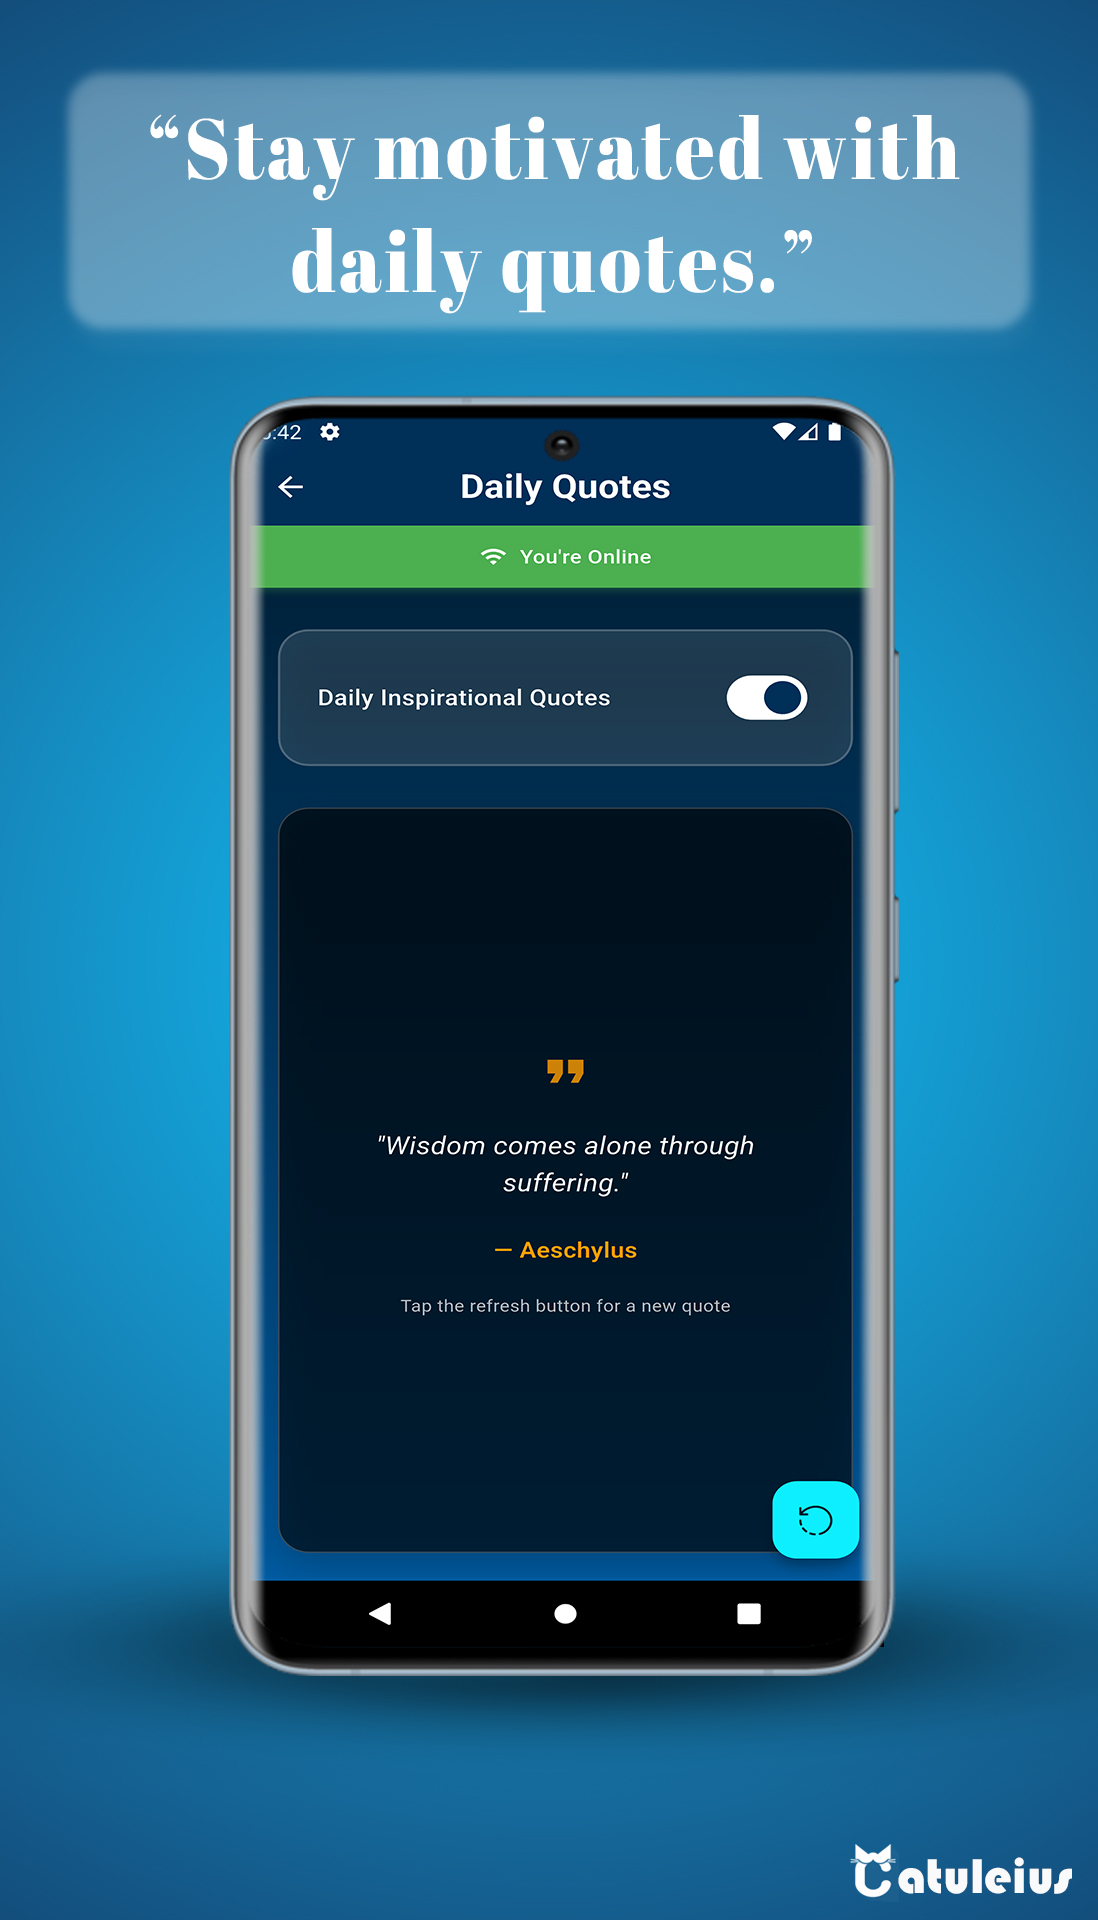 “Stay motivated with
daily quotes.”
:42
Daily Quotes
You're Online
Daily Inspirational Quotes
"Wisdom comes alone through
suffering."
— Aeschylus
Tap the refresh button for a new quote
Catuleius